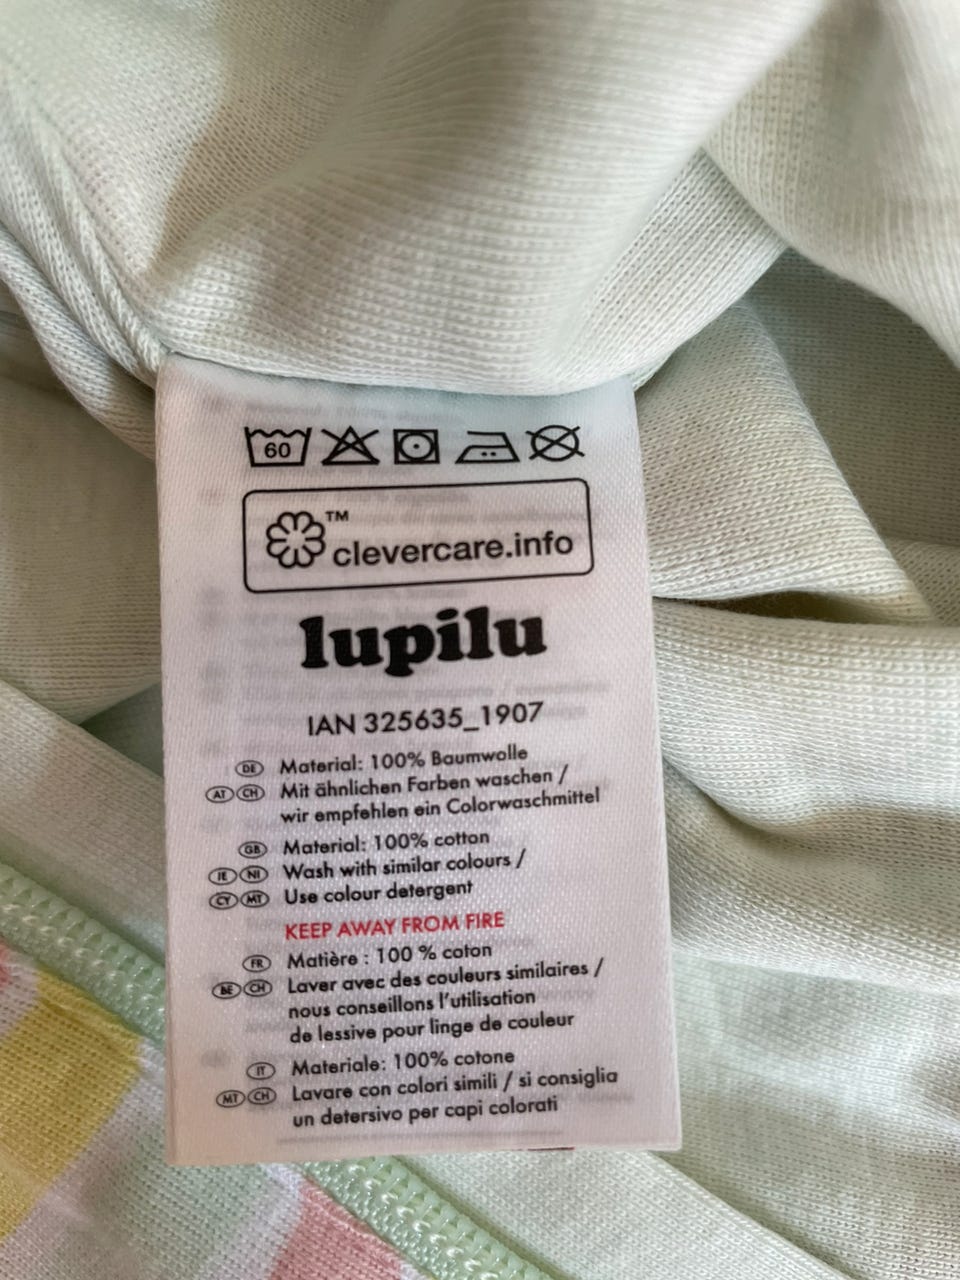 60
™
clevercare.info
lupilu
IAN 325635_1907
DE Material: 100% Baumwolle
AT CH Mit ähnlichen Farben waschen /
wir empfehlen ein Colorwaschmittel
GB Material: 100% cotton
IE NI Wash with similar colours /
CY MT Use colour detergent
KEEP AWAY FROM FIRE
FR Matière : 100 % coton
BE CH Laver avec des couleurs similaires /
nous conseillons l'utilisation
de lessive pour linge de couleur
IT Materiale: 100% cotone
MT CH Lavare con colori simili / si consiglia
un detersivo per capi colorati